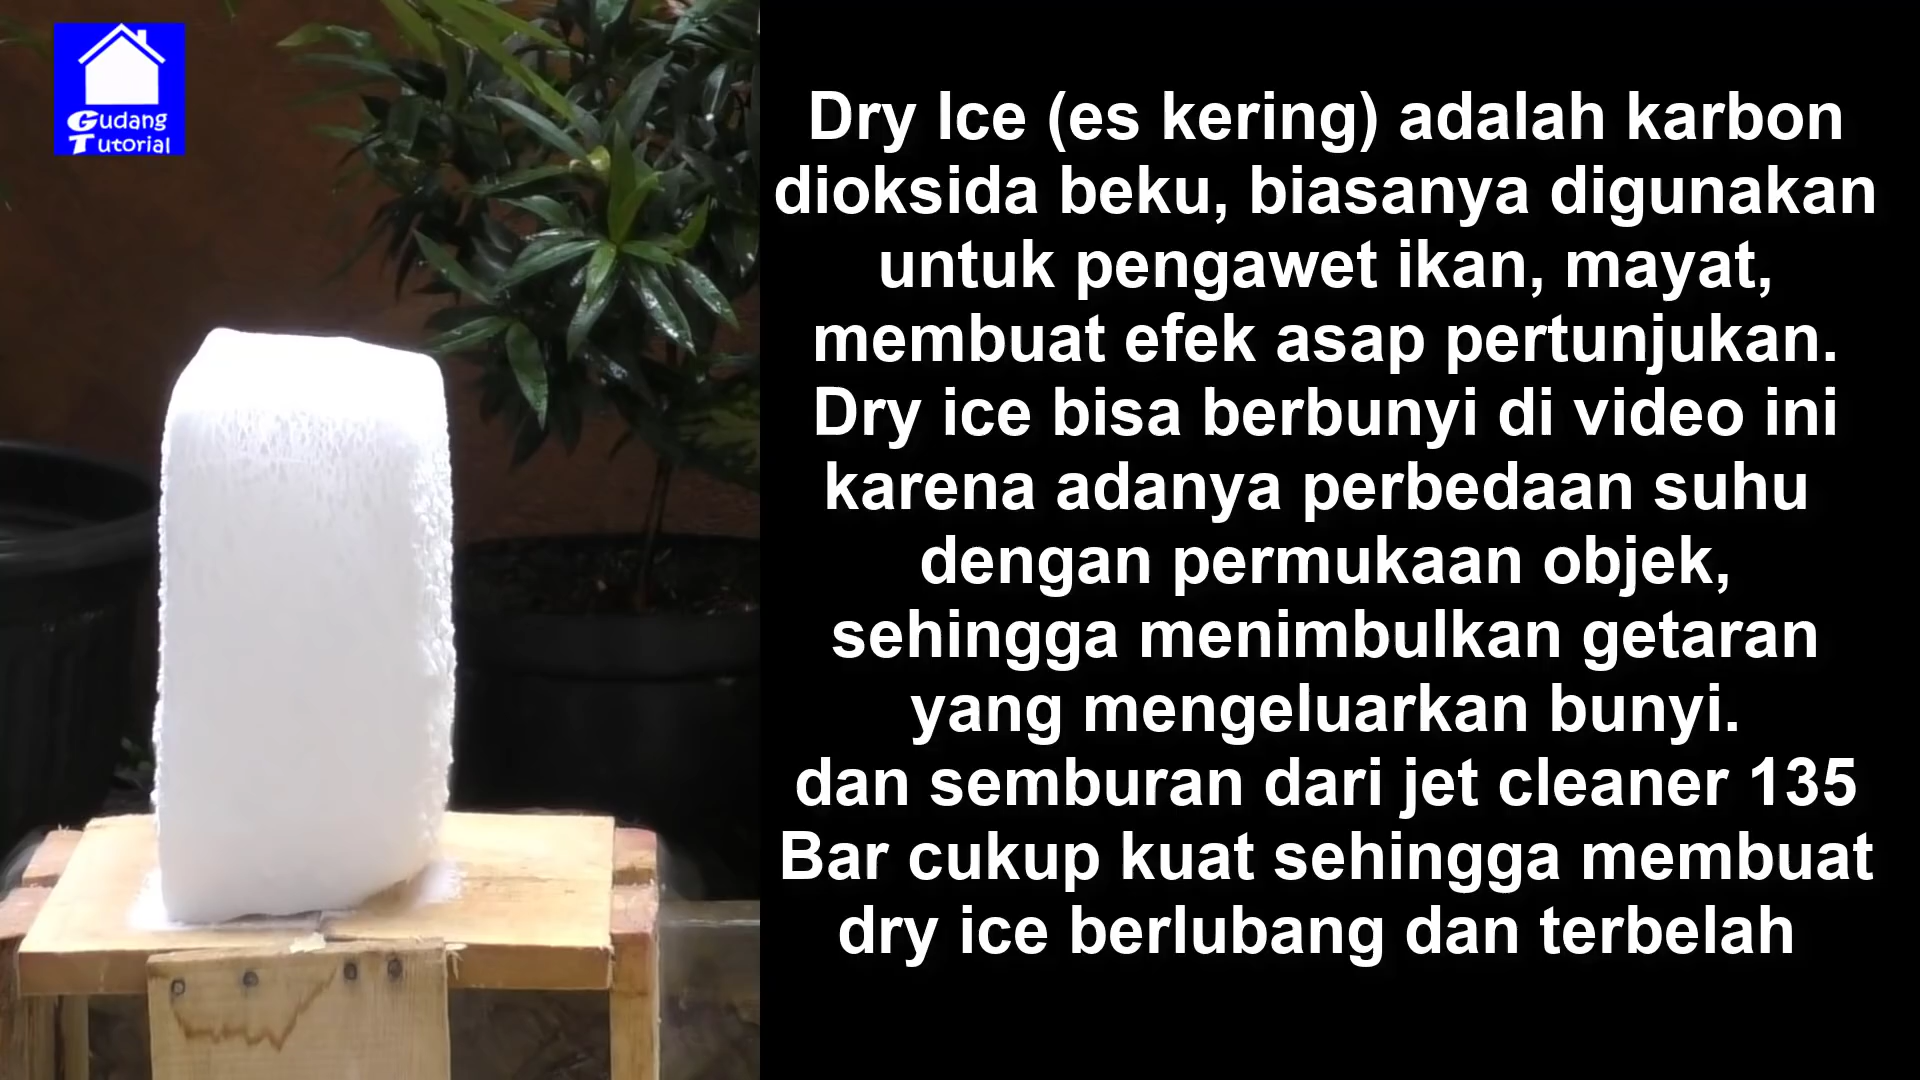 Gudang
Tutorial
Dry Ice (es kering) adalah karbon
dioksida beku, biasanya digunakan
untuk pengawet ikan, mayat,
membuat efek asap pertunjukan.
Dry ice bisa berbunyi di video ini
karena adanya perbedaan suhu
dengan permukaan objek,
sehingga menimbulkan getaran
yang mengeluarkan bunyi.
dan semburan dari jet cleaner 135
Bar cukup kuat sehingga membuat
dry ice berlubang dan terbelah